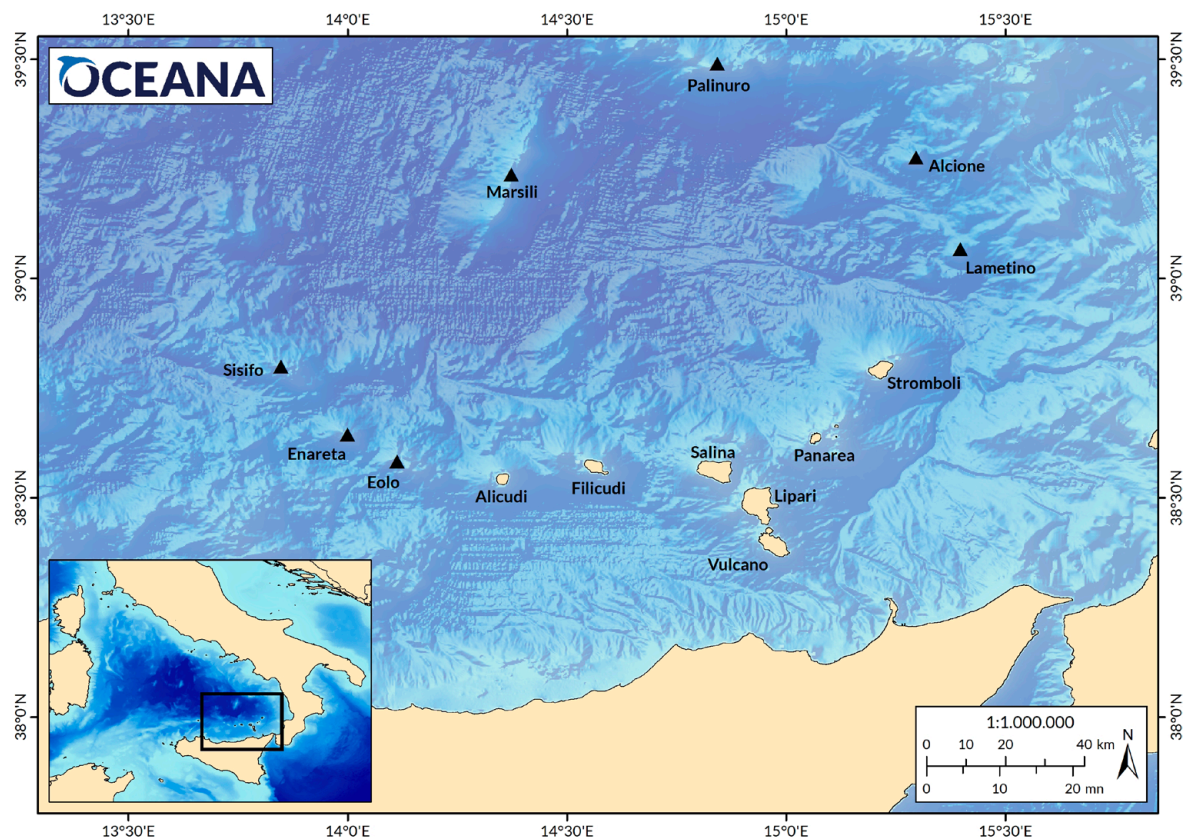 13°30'E 14°0'E 14°30'E 15°0'E 15°30'E
39°30'N
39°30'N
OCEANA
Palinuro
Alcione
Marsili
Lametino
39°0'N
39°0'N
Sisifo
Stromboli
Enareta
Salina
Panarea
Eolo
Alicudi
Filicudi
Lipari
38°30'N
38°30'N
Vulcano
38°0'N
38°0'N
1:1.000.000
N
0 10 20 40 km
0 10 20 mn
13°30'E 14°0'E 14°30'E 15°0'E 15°30'E